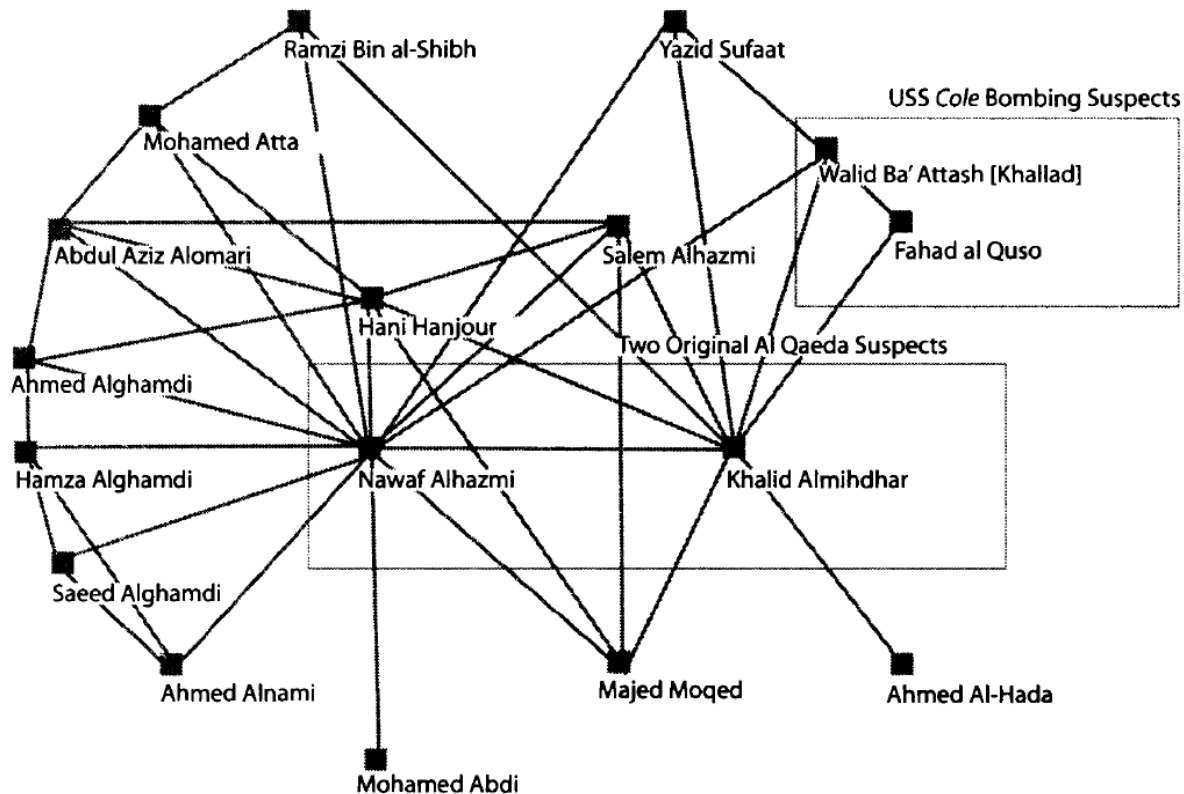 Ramzi Bin al-Shibh
Yazid Sufaat
USS Cole Bombing Suspects
Mohamed Atta
Walid Ba' Attash [Khallad]
Abdul Aziz Alomari
Salem Alhazmi
Fahad al Quso
Hani Hanjour
Two Original Al Qaeda Suspects
Ahmed Alghamdi
Hamza Alghamdi
Nawaf Alhazmi
Khalid Almihdhar
Saeed Alghamdi
Ahmed Alnami
Majed Moqed
Ahmed Al-Hada
Mohamed Abdi